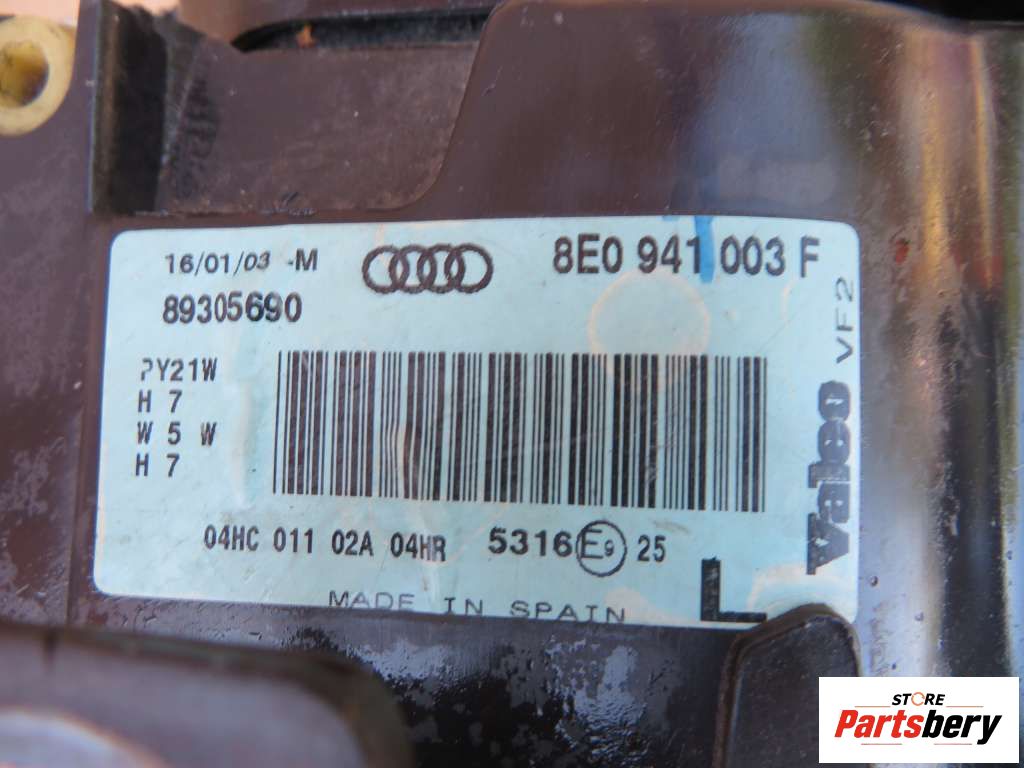 16/01/03 -M
8E0 941 003 F
89305690
PY21W
H 7
W 5 W
H 7
Valeo VF2
04HC 011 02A 04HR 5316 E9 25
MADE IN SPAIN
L
STORE
Partsbery